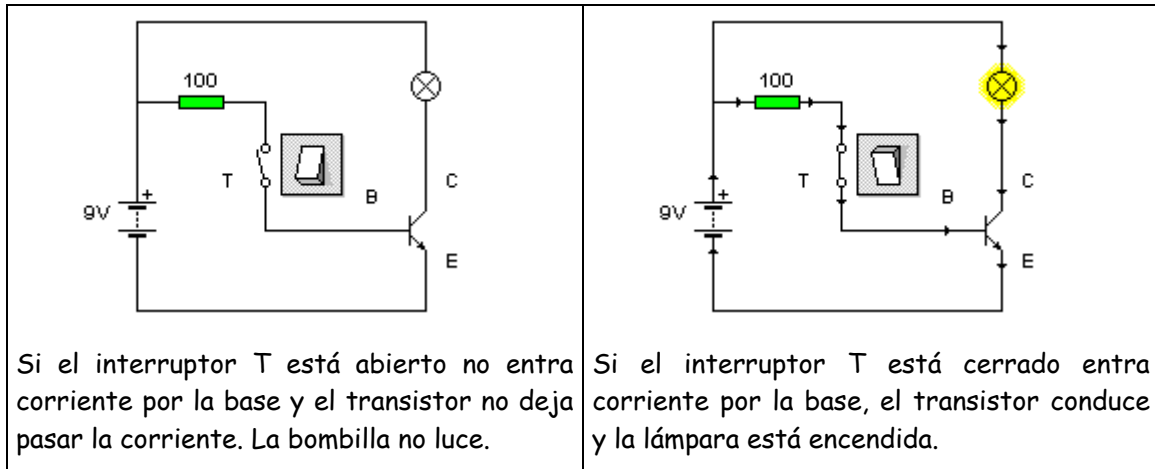 100
T
B
C
+
9V
E
Si el interruptor T está abierto no entra
corriente por la base y el transistor no deja
pasar la corriente. La bombilla no luce.
100
T
B
C
+
9V
E
Si el interruptor T está cerrado entra
corriente por la base, el transistor conduce
y la lámpara está encendida.